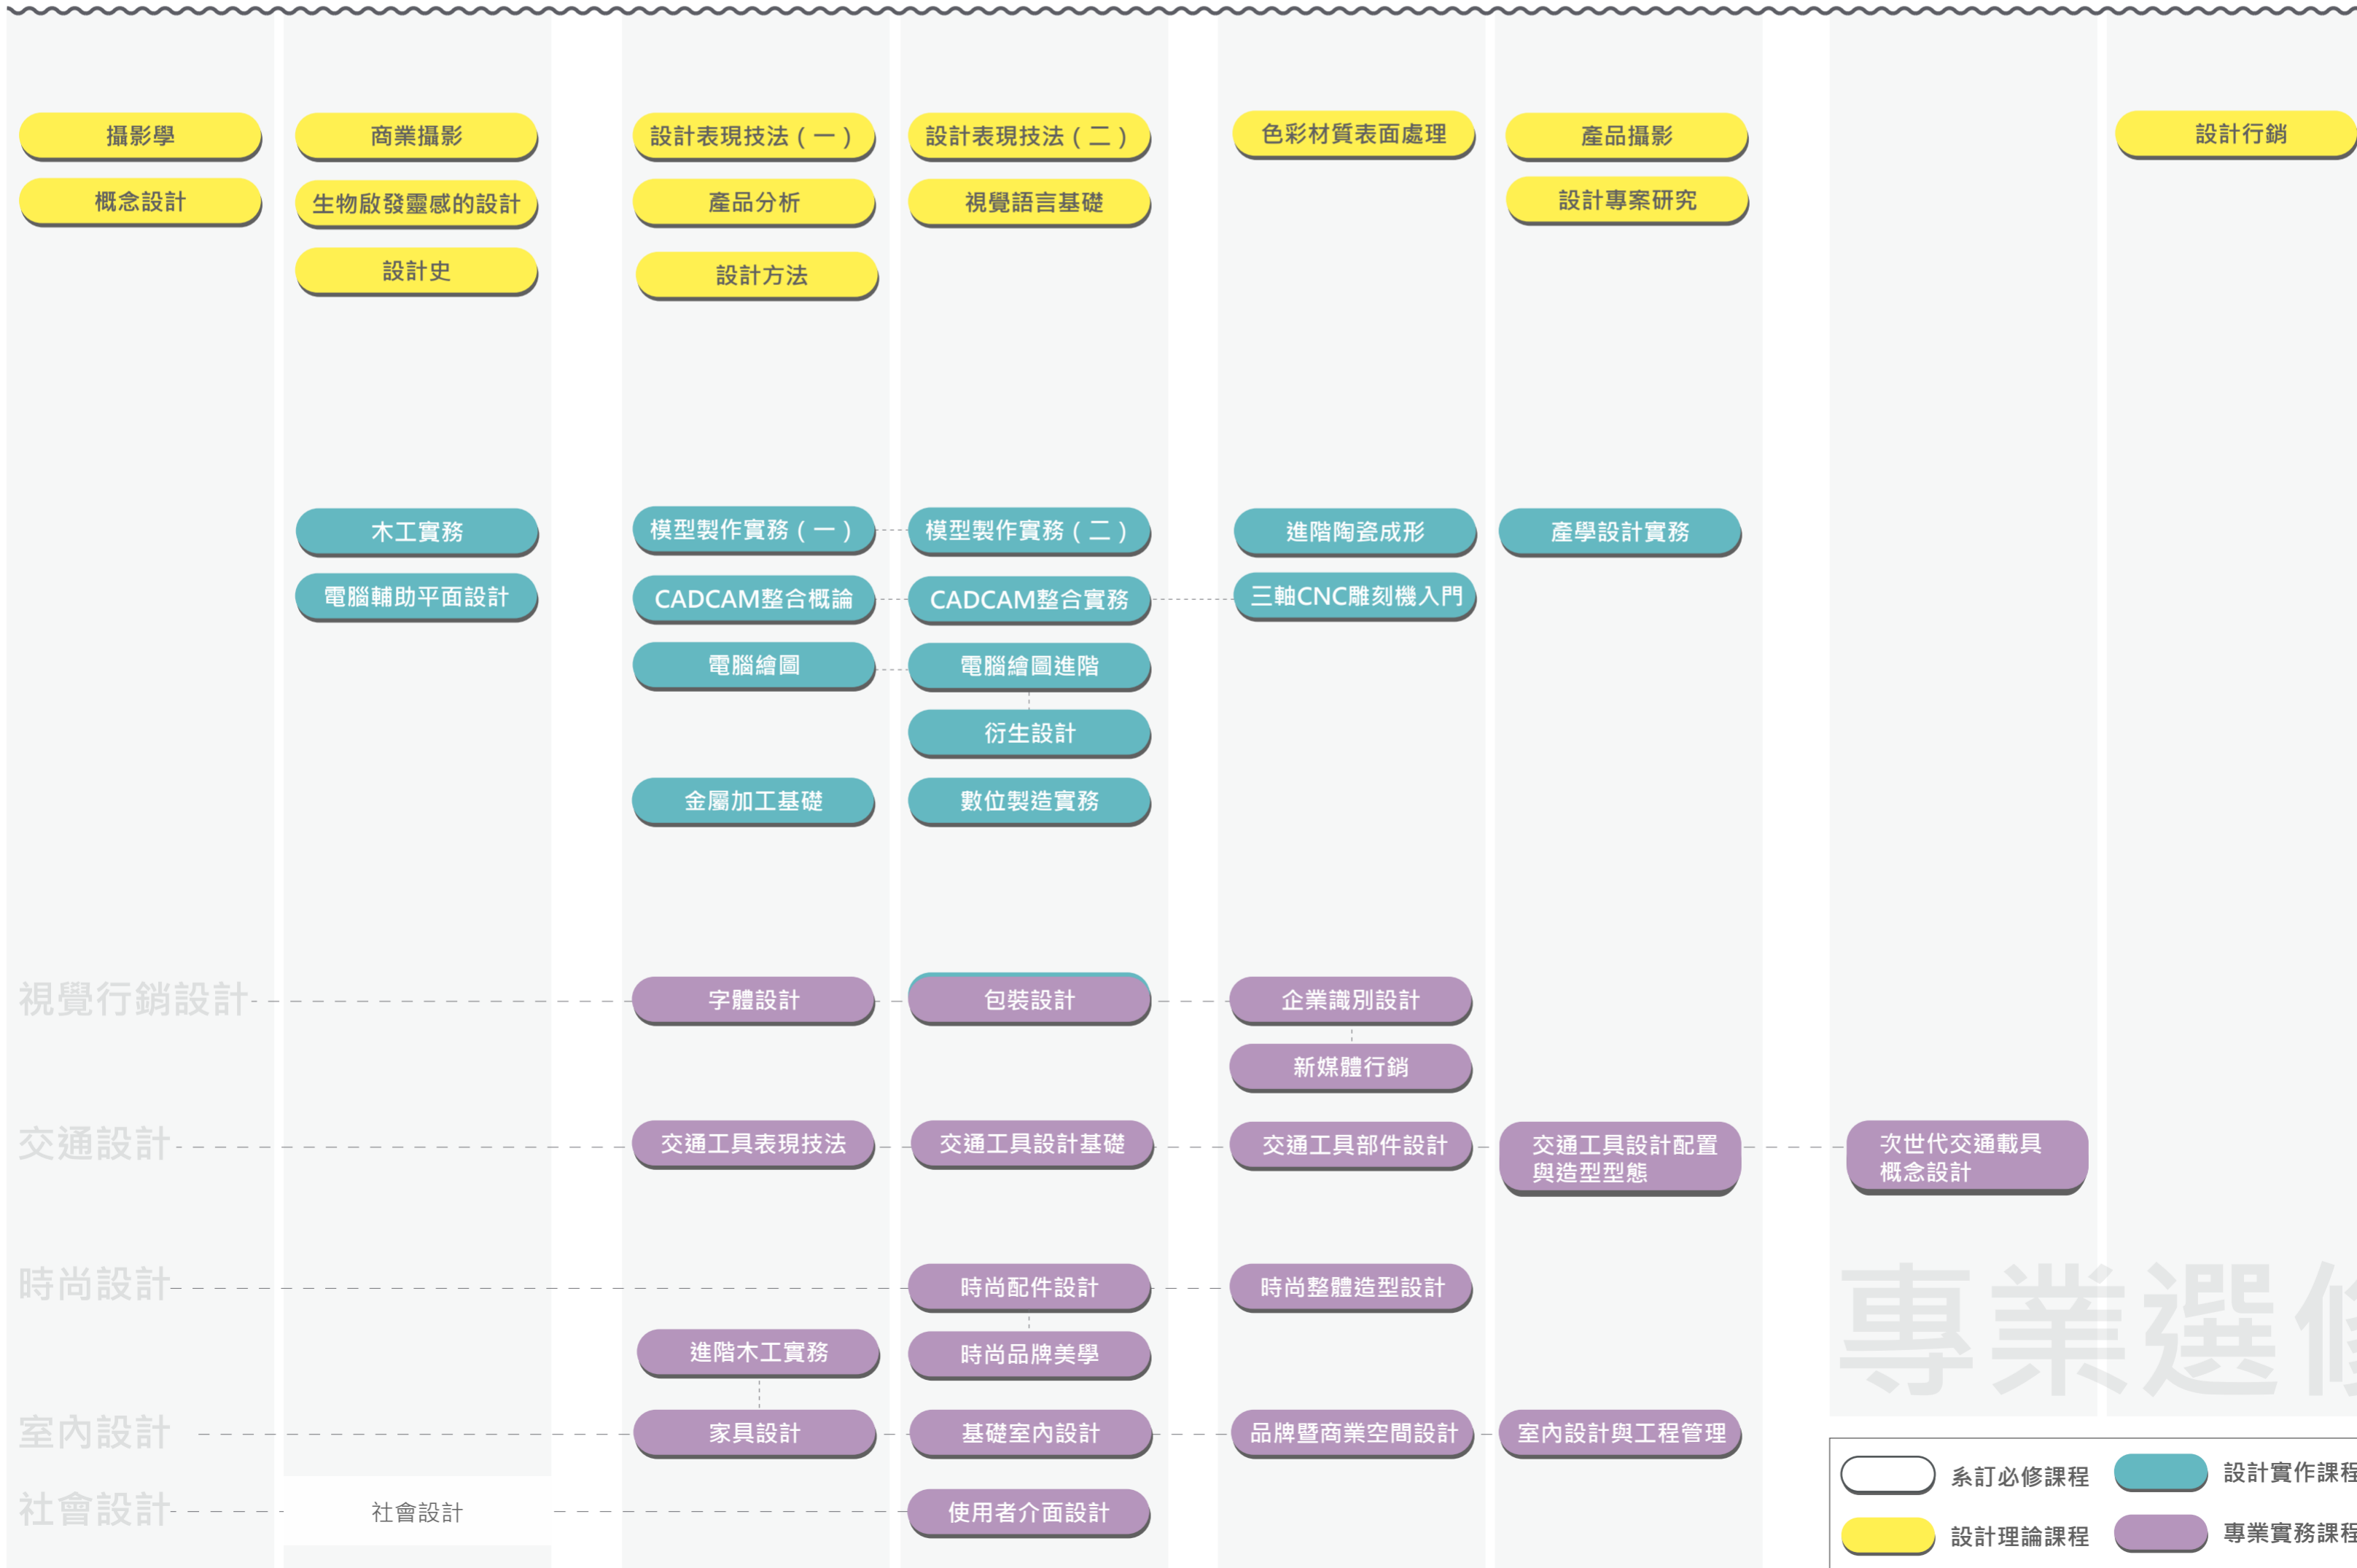 攝影學
商業攝影
設計表現技法（一）
設計表現技法（二）
色彩材質表面處理
產品攝影
設計行銷
概念設計
生物啟發靈感的設計
產品分析
視覺語言基礎
設計專案研究
設計史
設計方法
木工實務
模型製作實務（一）
模型製作實務（二）
進階陶瓷成形
產學設計實務
電腦輔助平面設計
CADCAM整合概論
CADCAM整合實務
三軸CNC雕刻機入門
電腦繪圖
電腦繪圖進階
衍生設計
金屬加工基礎
數位製造實務
視覺行銷設計
字體設計
包裝設計
企業識別設計
新媒體行銷
交通設計
交通工具表現技法
交通工具設計基礎
交通工具部件設計
交通工具設計配置
與造型型態
次世代交通載具
概念設計
時尚設計
時尚配件設計
時尚整體造型設計
專業選修
進階木工實務
時尚品牌美學
室內設計
家具設計
基礎室內設計
品牌暨商業空間設計
室內設計與工程管理
社會設計
社會設計
使用者介面設計
系訂必修課程
設計實作課程
設計理論課程
專業實務課程